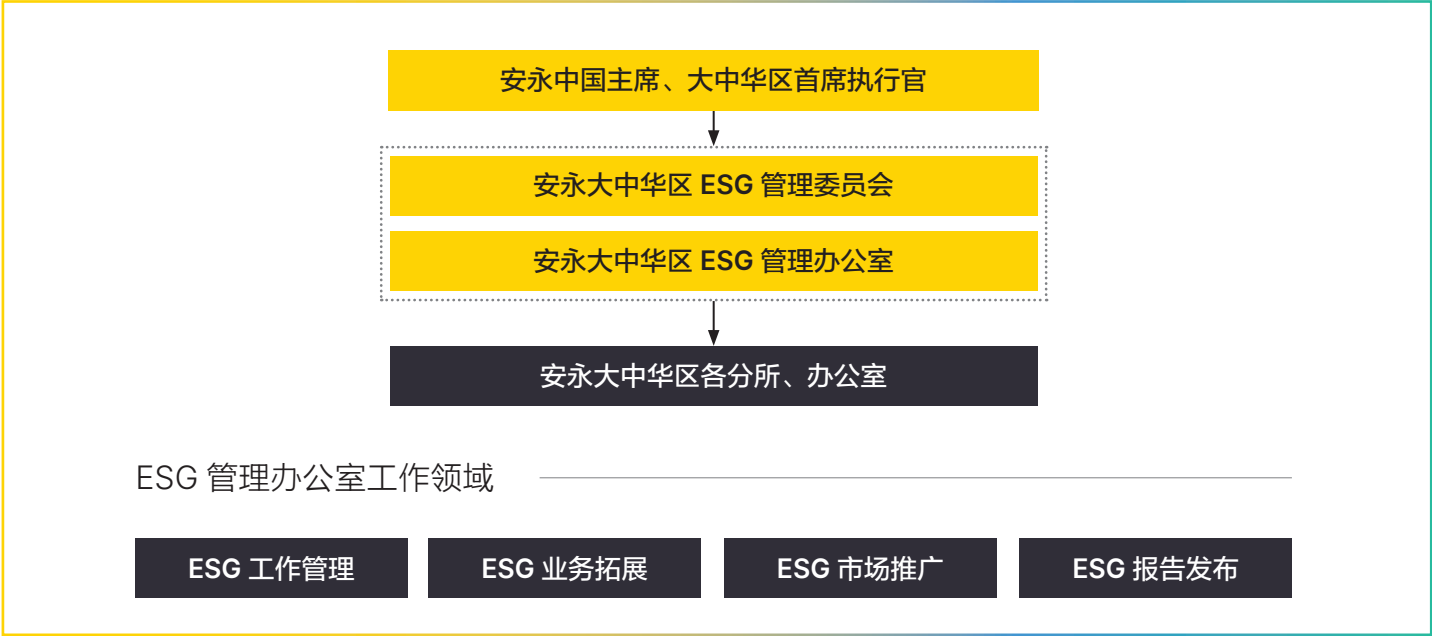 安永中国主席、大中华区首席执行官
安永大中华区 ESG 管理委员会
安永大中华区 ESG 管理办公室
安永大中华区各分所、办公室
ESG 管理办公室工作领域
ESG 工作管理
ESG 业务拓展
ESG 市场推广
ESG 报告发布